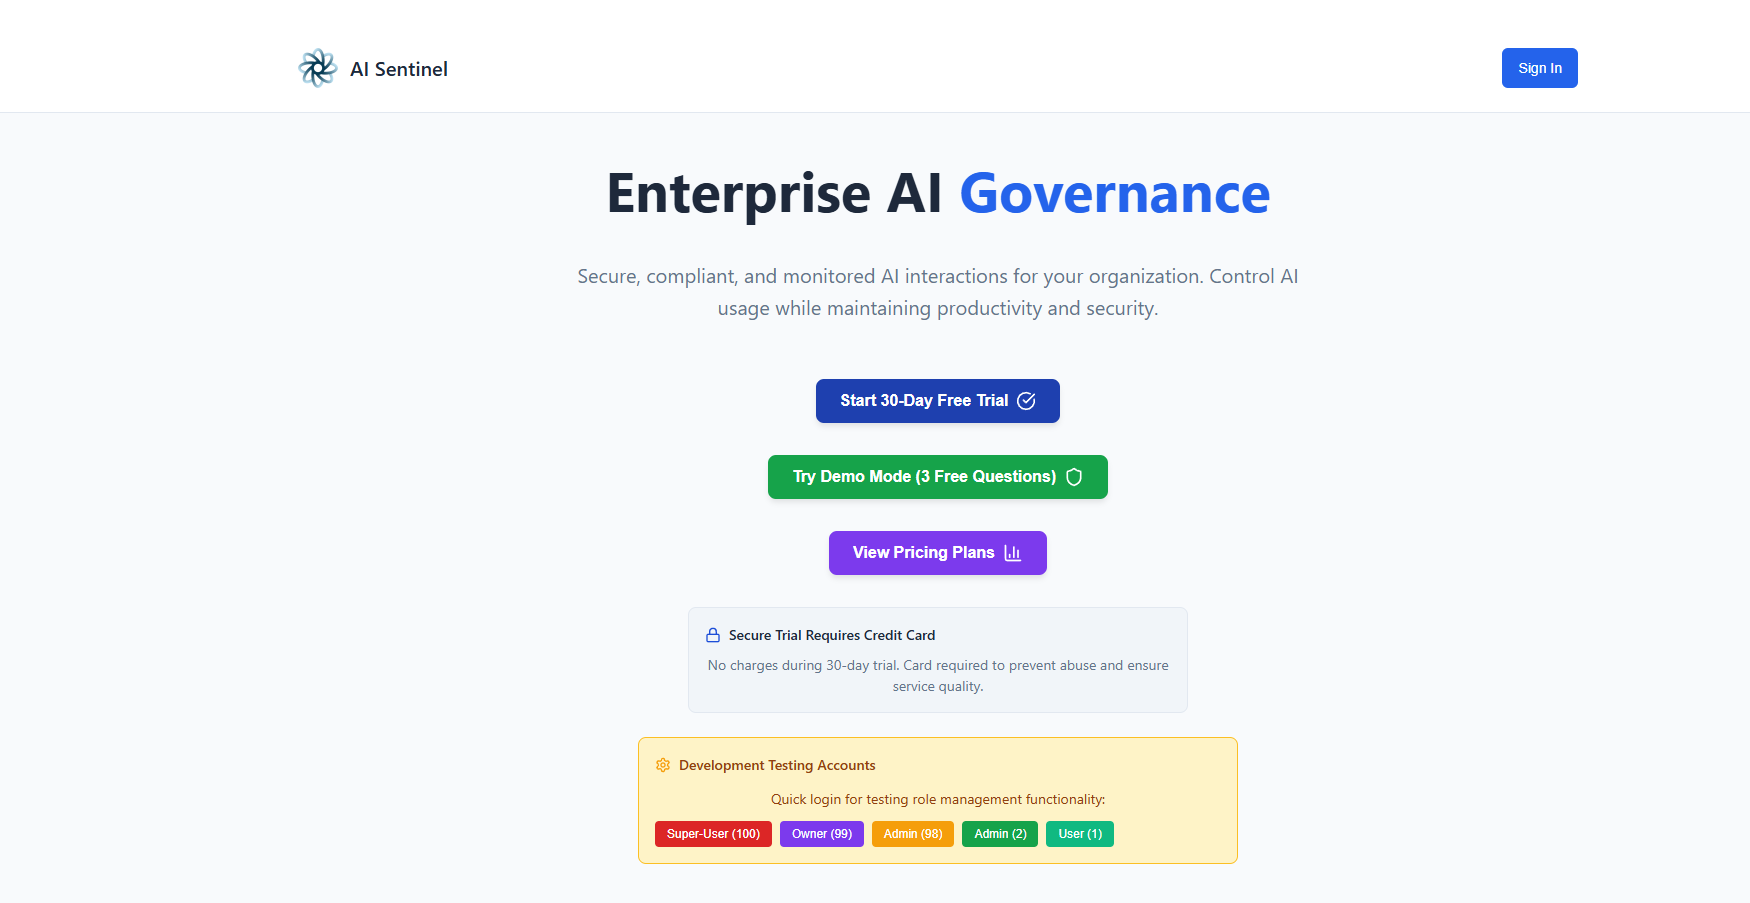 AI Sentinel
Sign In
Enterprise AI Governance
Secure, compliant, and monitored AI interactions for your organization. Control AI
usage while maintaining productivity and security.
Start 30-Day Free Trial
Try Demo Mode (3 Free Questions)
View Pricing Plans
Secure Trial Requires Credit Card
No charges during 30-day trial. Card required to prevent abuse and ensure
service quality.
Development Testing Accounts
Quick login for testing role management functionality:
Super-User (100) Owner (99) Admin (98) Admin (2) User (1)